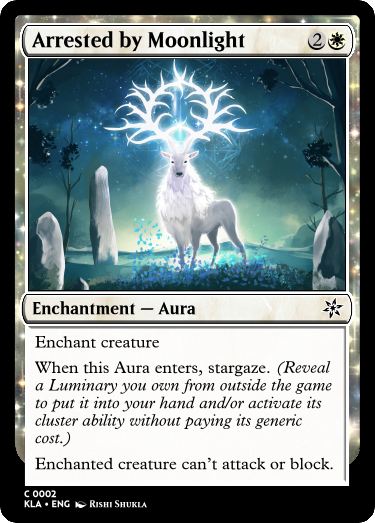 Arrested by Moonlight 2
Enchantment — Aura
Enchant creature
When this Aura enters, stargaze. (Reveal
a Luminary you own from outside the game
to put it into your hand and/or activate its
cluster ability without paying its generic
cost.)
Enchanted creature can't attack or block.
C 0002
KLA • ENG Rishi Shukla